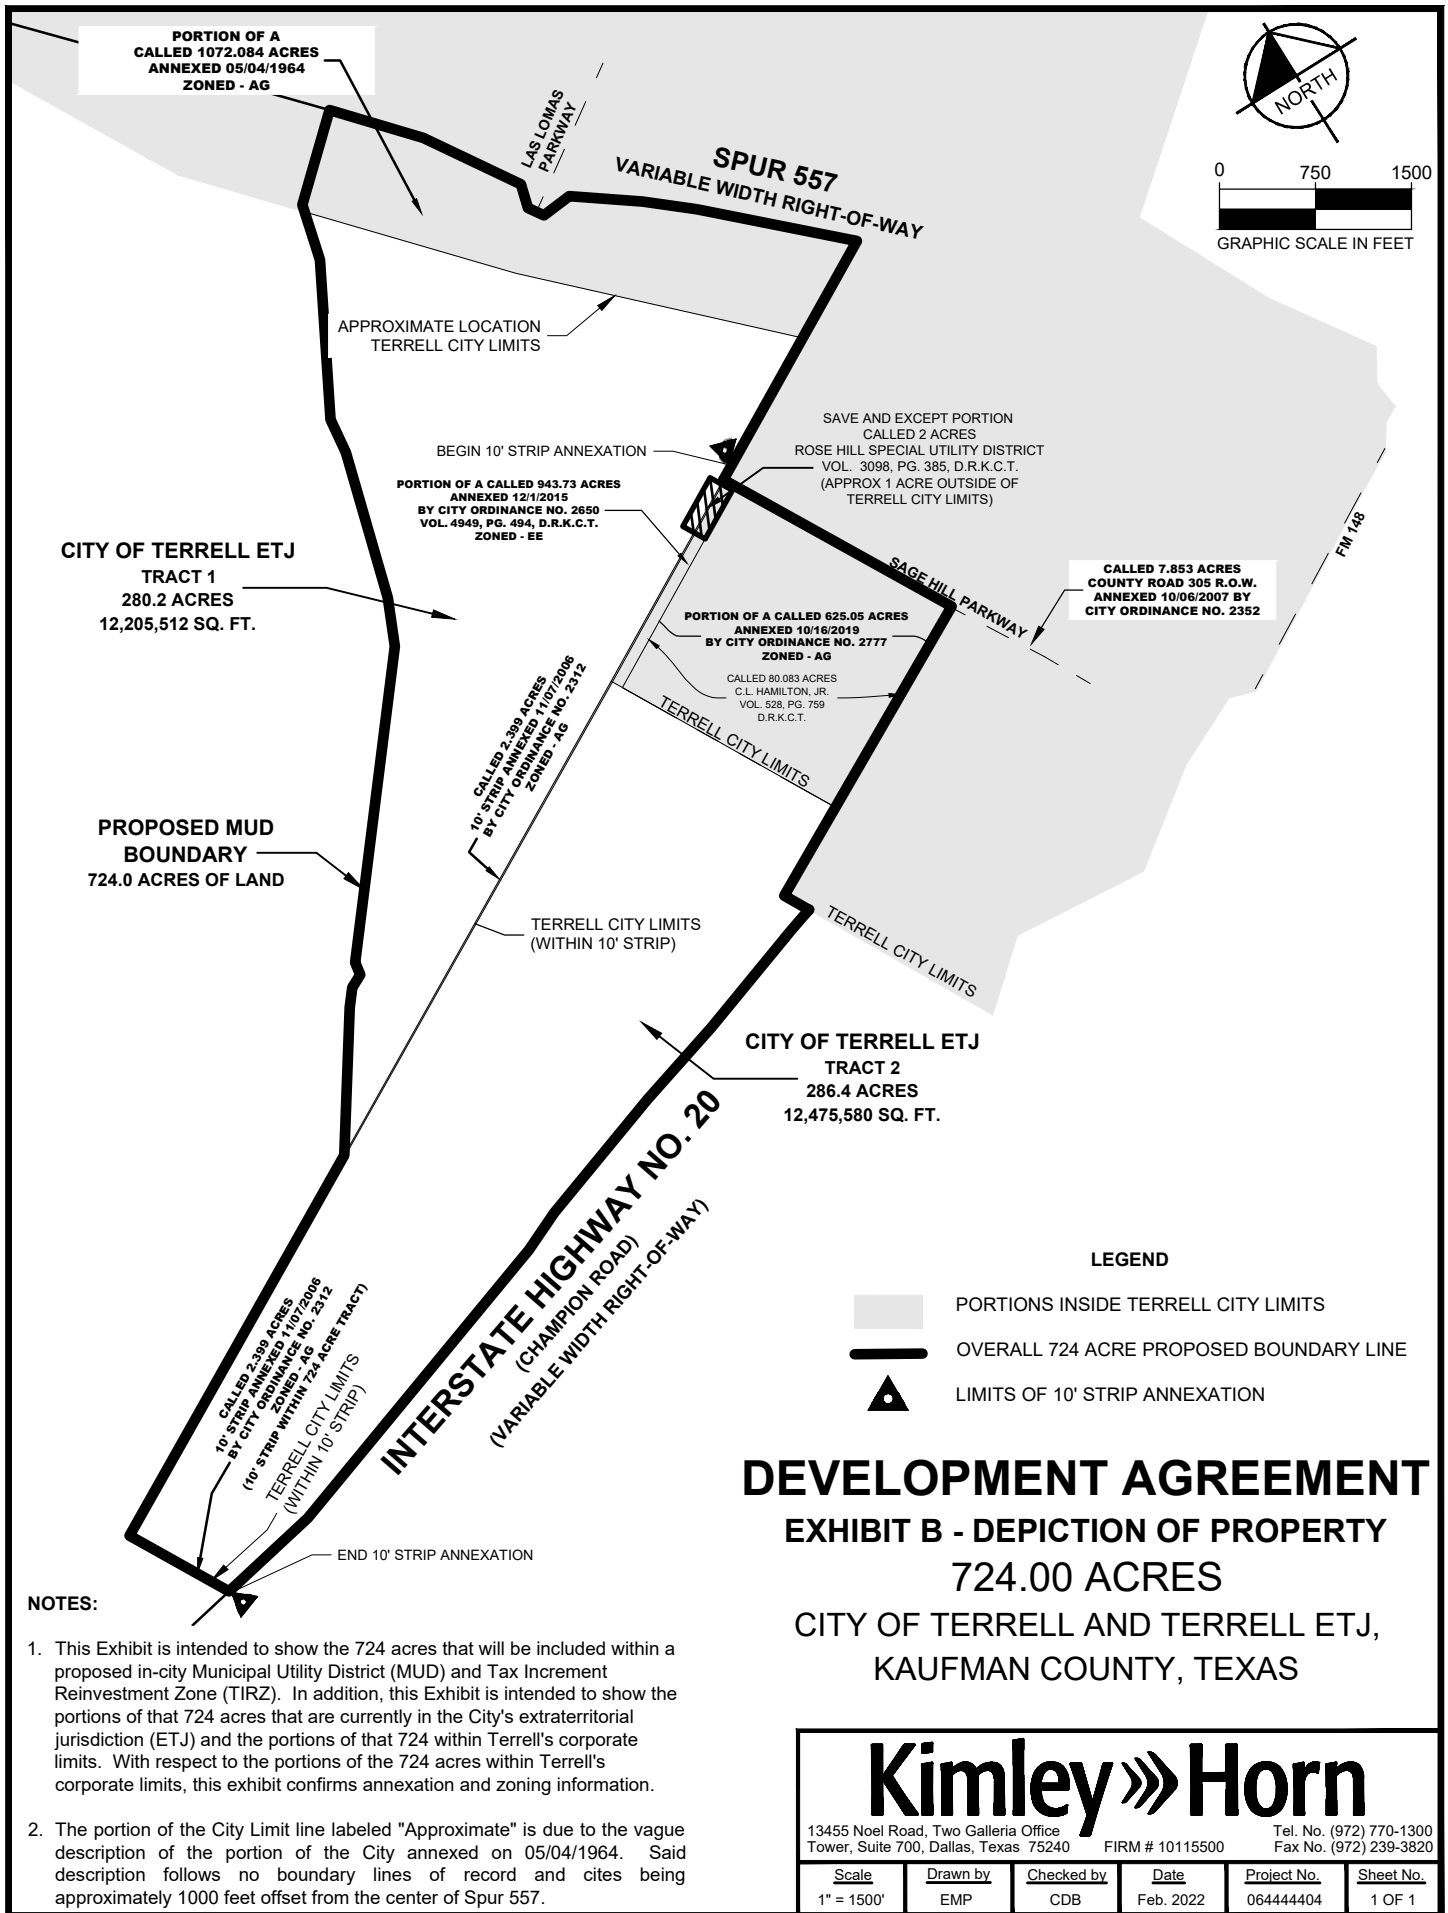 PORTION OF A
CALLED 1072.084 ACRES
ANNEXED 05/04/1964
ZONED - AG
LAS LOMAS
PARKWAY
SPUR 557
VARIABLE WIDTH RIGHT-OF-WAY
NORTH
0 750 1500
GRAPHIC SCALE IN FEET
APPROXIMATE LOCATION
TERRELL CITY LIMITS
BEGIN 10' STRIP ANNEXATION
SAVE AND EXCEPT PORTION
CALLED 2 ACRES
ROSE HILL SPECIAL UTILITY DISTRICT
VOL. 3098, PG. 385, D.R.K.C.T.
(APPROX 1 ACRE OUTSIDE OF
TERRELL CITY LIMITS)
PORTION OF A CALLED 943.73 ACRES
ANNEXED 12/1/2015
BY CITY ORDINANCE NO. 2650
VOL. 4949, PG. 494, D.R.K.C.T.
ZONED - EE
CITY OF TERRELL ETJ
TRACT 1
280.2 ACRES
12,205,512 SQ. FT.
FM 148
SAGE HILL PARKWAY
CALLED 7.853 ACRES
COUNTY ROAD 305 R.O.W.
ANNEXED 10/06/2007 BY
CITY ORDINANCE NO. 2352
PORTION OF A CALLED 625.05 ACRES
ANNEXED 10/16/2019
BY CITY ORDINANCE NO. 2777
ZONED - AG
CALLED 80.083 ACRES
C.L. HAMILTON, JR.
VOL. 528, PG. 759
D.R.K.C.T.
TERRELL CITY LIMITS
CALLED 2.399 ACRES
10' STRIP ANNEXED 11/07/2006
BY CITY ORDINANCE NO. 2312
ZONED - AG
PROPOSED MUD
BOUNDARY
724.0 ACRES OF LAND
TERRELL CITY LIMITS
(WITHIN 10' STRIP)
TERRELL CITY LIMITS
CITY OF TERRELL ETJ
TRACT 2
286.4 ACRES
12,475,580 SQ. FT.
INTERSTATE HIGHWAY NO. 20
(CHAMPION ROAD)
(VARIABLE WIDTH RIGHT-OF-WAY)
CALLED 2.399 ACRES
10' STRIP ANNEXED 11/07/2006
BY CITY ORDINANCE NO. 2312
ZONED - AG
(10' STRIP WITHIN 724 ACRE TRACT)
TERRELL CITY LIMITS
(WITHIN 10' STRIP)
END 10' STRIP ANNEXATION
LEGEND
PORTIONS INSIDE TERRELL CITY LIMITS
OVERALL 724 ACRE PROPOSED BOUNDARY LINE
LIMITS OF 10' STRIP ANNEXATION
DEVELOPMENT AGREEMENT
EXHIBIT B - DEPICTION OF PROPERTY
724.00 ACRES
CITY OF TERRELL AND TERRELL ETJ,
KAUFMAN COUNTY, TEXAS
NOTES:
1. This Exhibit is intended to show the 724 acres that will be included within a
proposed in-city Municipal Utility District (MUD) and Tax Increment
Reinvestment Zone (TIRZ). In addition, this Exhibit is intended to show the
portions of that 724 acres that are currently in the City's extraterritorial
jurisdiction (ETJ) and the portions of that 724 within Terrell's corporate
limits. With respect to the portions of the 724 acres within Terrell's
corporate limits, this exhibit confirms annexation and zoning information.
2. The portion of the City Limit line labeled "Approximate" is due to the vague
description of the portion of the City annexed on 05/04/1964. Said
description follows no boundary lines of record and cites being
approximately 1000 feet offset from the center of Spur 557.
Kimley»Horn
13455 Noel Road, Two Galleria Office
Tower, Suite 700, Dallas, Texas 75240 FIRM # 10115500
Tel. No. (972) 770-1300
Fax No. (972) 239-3820
Scale Drawn by Checked by Date Project No. Sheet No.
1" = 1500' EMP CDB Feb. 2022 064444404 1 OF 1